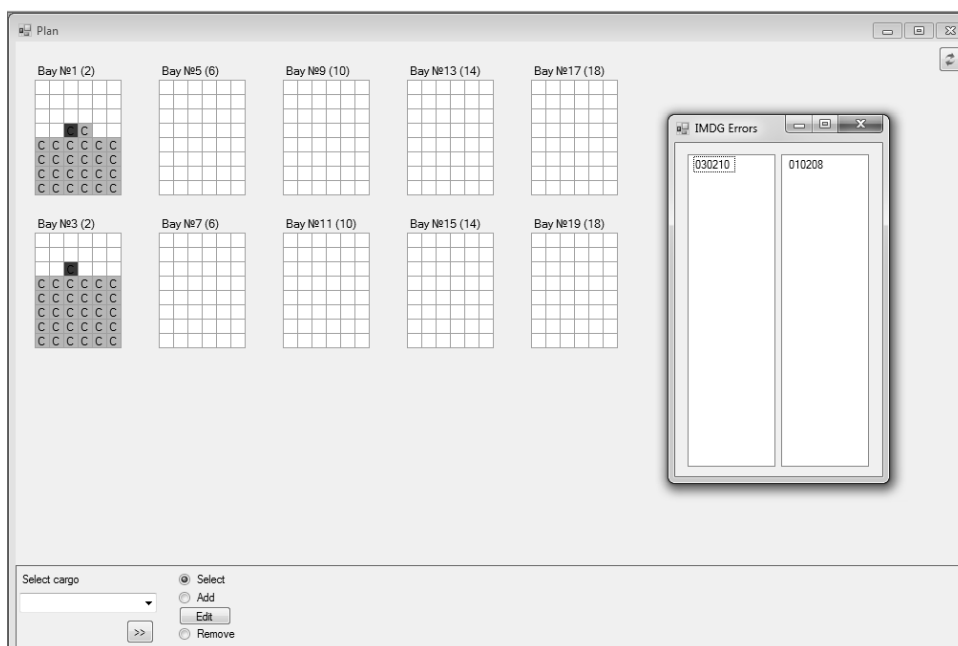 Plan
Bay №1 (2) Bay №5 (6) Bay №9 (10) Bay №13 (14) Bay №17 (18)
C C
C C C C C C
C C C C C C
C C C C C C
C C C C C C
IMDG Errors
030210 010208
Bay №3 (2) Bay №7 (6) Bay №11 (10) Bay №15 (14) Bay №19 (18)
C
C C C C C C
C C C C C C
C C C C C C
C C C C C C
C C C C C C
Select cargo
Select
Add
Edit
>>
Remove